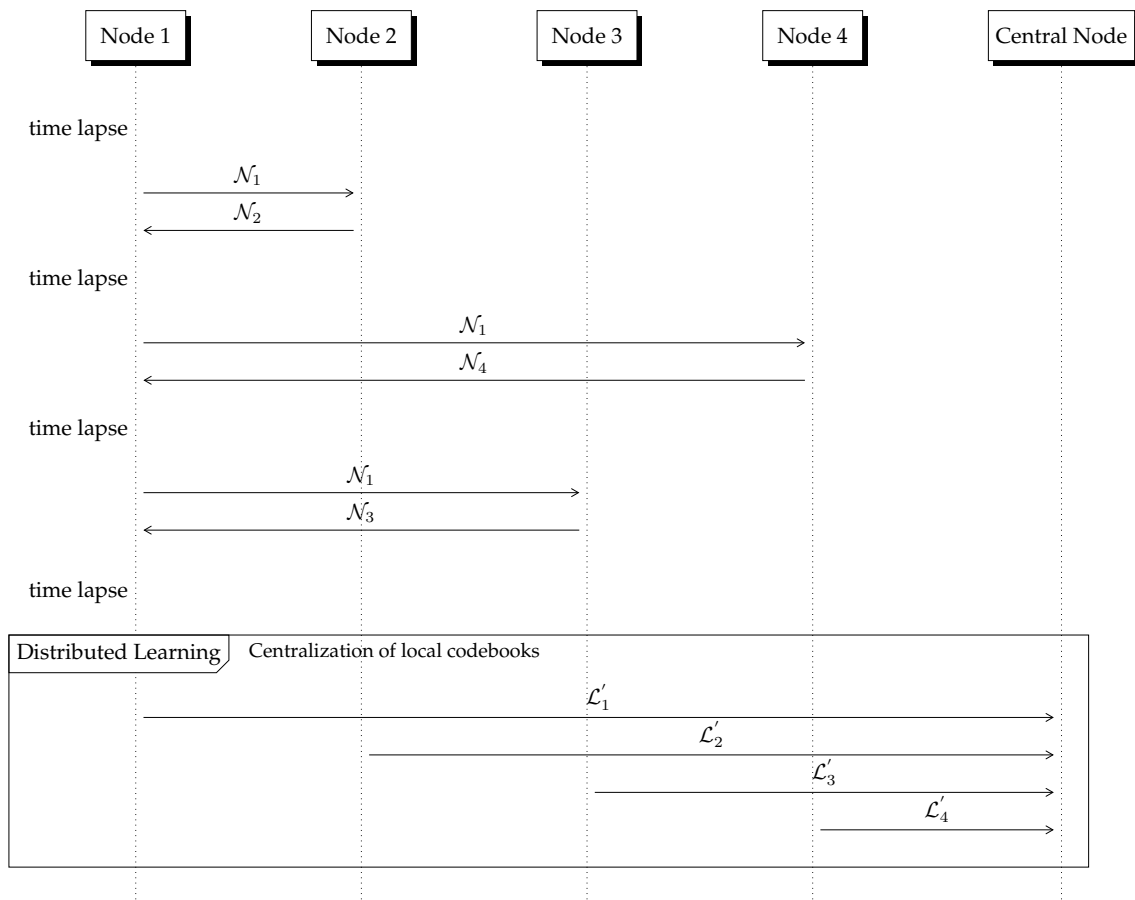 Node 1 Node 2 Node 3 Node 4 Central Node
time lapse
𝒩₁
𝒩₂
time lapse
𝒩₁
𝒩₄
time lapse
𝒩₁
𝒩₃
time lapse
Distributed Learning Centralization of local codebooks
ℒ′₁
ℒ′₂
ℒ′₃
ℒ′₄